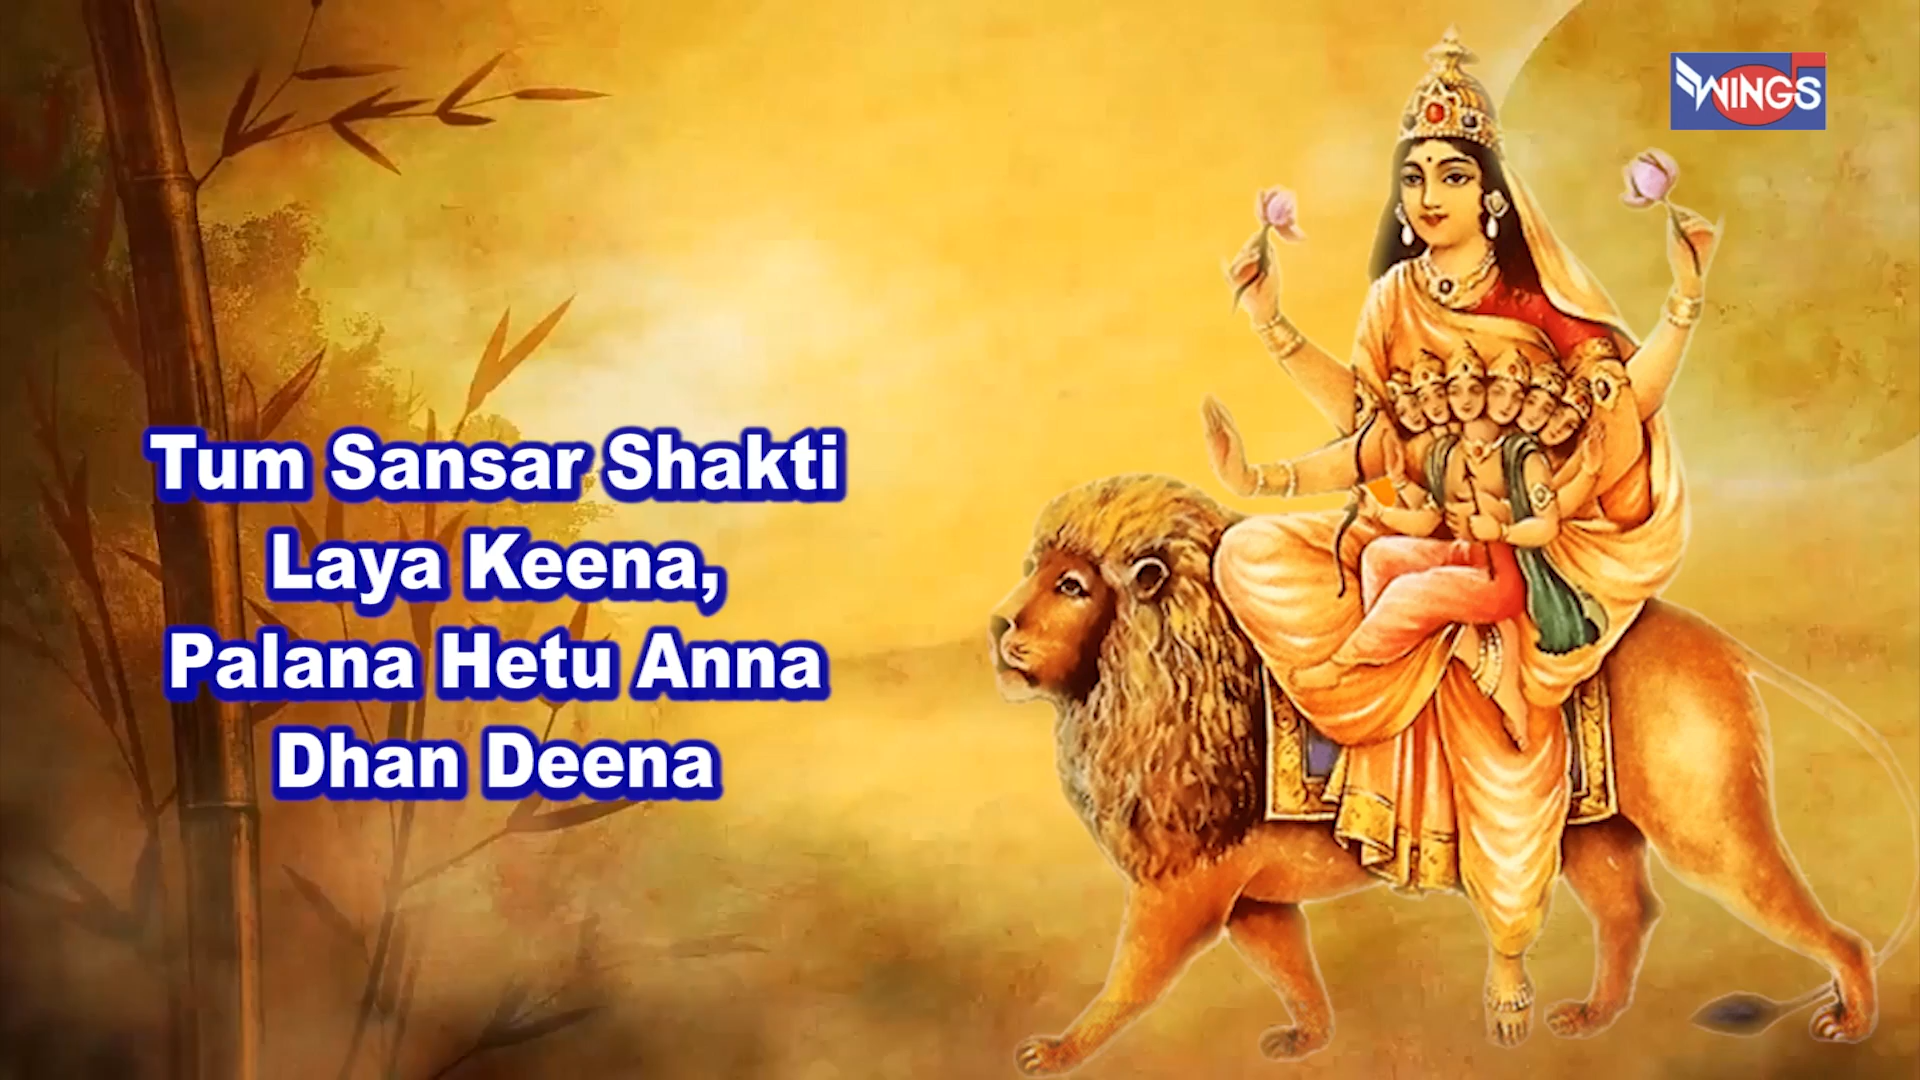 WINGS
Tum Sansar Shakti
Laya Keena,
Palana Hetu Anna
Dhan Deena